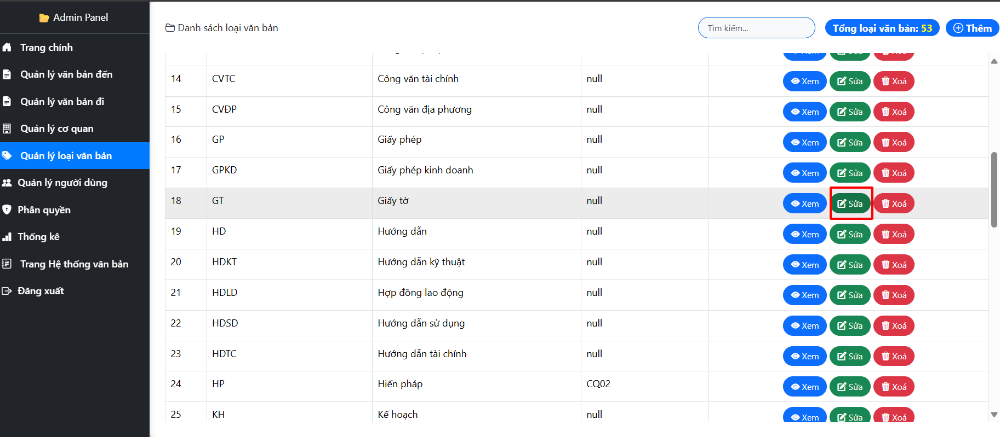 Admin Panel
Trang chính
Quản lý văn bản đến
Quản lý văn bản đi
Quản lý cơ quan
Quản lý loại văn bản
Quản lý người dùng
Phân quyền
Thống kê
Trang Hệ thống văn bản
Đăng xuất
Danh sách loại văn bản
Tìm kiếm...
Tổng loại văn bản: 53
Thêm
14 CVTC Công văn tài chính null Xem Sửa Xoá
15 CVĐP Công văn địa phương null Xem Sửa Xoá
16 GP Giấy phép null Xem Sửa Xoá
17 GPKD Giấy phép kinh doanh null Xem Sửa Xoá
18 GT Giấy tờ null Xem Sửa Xoá
19 HD Hướng dẫn null Xem Sửa Xoá
20 HDKT Hướng dẫn kỹ thuật null Xem Sửa Xoá
21 HDLD Hợp đồng lao động null Xem Sửa Xoá
22 HDSD Hướng dẫn sử dụng null Xem Sửa Xoá
23 HDTC Hướng dẫn tài chính null Xem Sửa Xoá
24 HP Hiến pháp CQ02 Xem Sửa Xoá
25 KH Kế hoạch null Xem Sửa Xoá